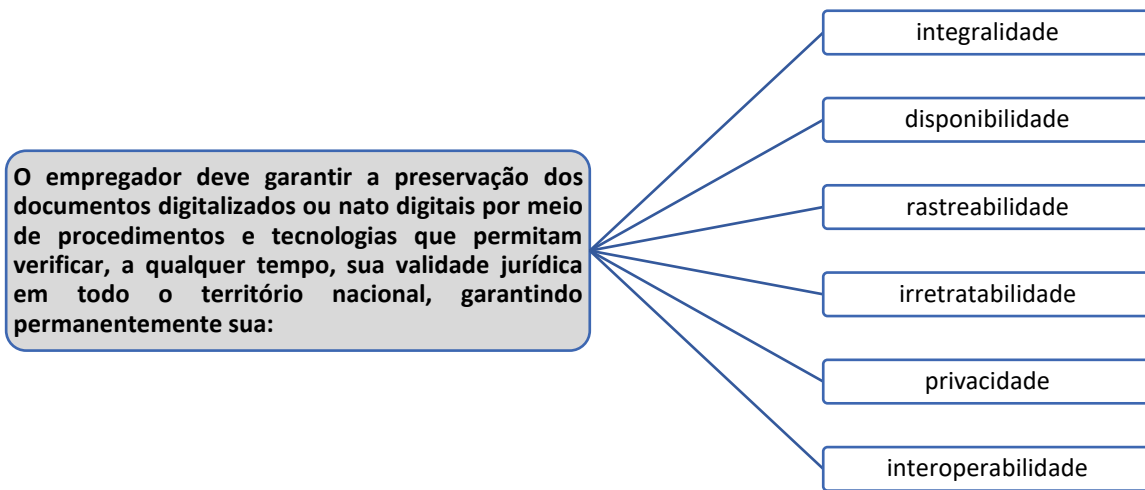 O empregador deve garantir a preservação dos
documentos digitalizados ou nato digitais por meio
de procedimentos e tecnologias que permitam
verificar, a qualquer tempo, sua validade jurídica
em todo o território nacional, garantindo
permanentemente sua:
integralidade
disponibilidade
rastreabilidade
irretratabilidade
privacidade
interoperabilidade